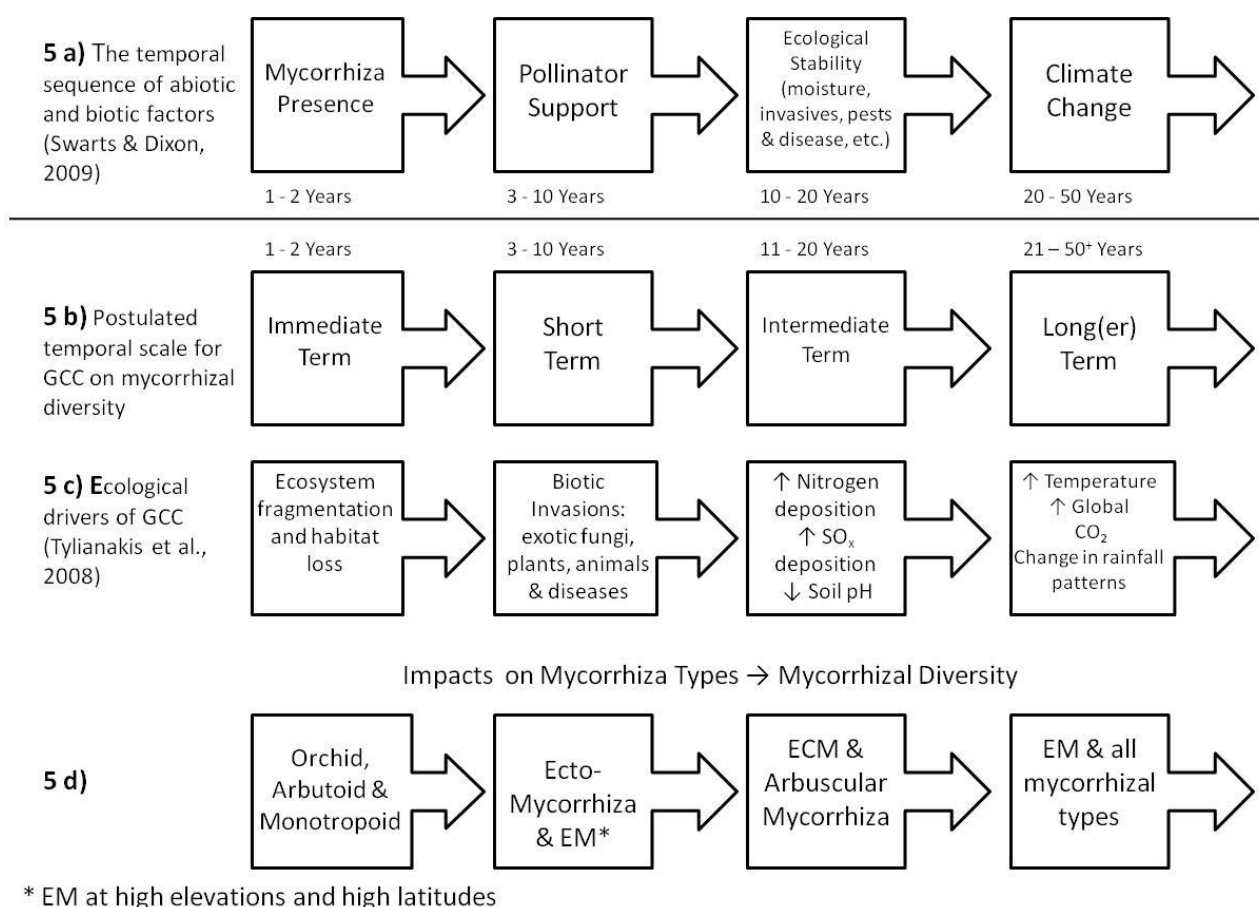 5 a) The temporal
sequence of abiotic
and biotic factors
(Swarts & Dixon,
2009)
Mycorrhiza
Presence
Pollinator
Support
Ecological
Stability
(moisture,
invasives, pests
& disease, etc.)
Climate
Change
1 - 2 Years
3 - 10 Years
10 - 20 Years
20 - 50 Years
1 - 2 Years
3 - 10 Years
11 - 20 Years
21 – 50⁺ Years
5 b) Postulated
temporal scale for
GCC on mycorrhizal
diversity
Immediate
Term
Short
Term
Intermediate
Term
Long(er)
Term
5 c) Ecological
drivers of GCC
(Tylianakis et al.,
2008)
Ecosystem
fragmentation
and habitat
loss
Biotic
Invasions:
exotic fungi,
plants, animals
& diseases
↑ Nitrogen
deposition
↑ SOₓ
deposition
↓ Soil pH
↑ Temperature
↑ Global
CO₂
Change in rainfall
patterns
Impacts on Mycorrhiza Types → Mycorrhizal Diversity
5 d)
Orchid,
Arbutoid &
Monotropoid
Ecto-
Mycorrhiza
& EM*
ECM &
Arbuscular
Mycorrhiza
EM & all
mycorrhizal
types
* EM at high elevations and high latitudes